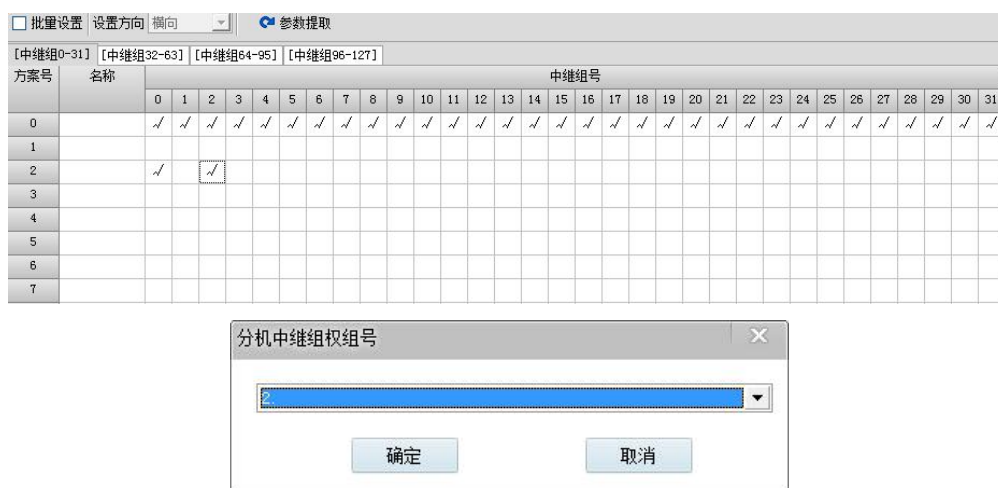 批量设置 设置方向 横向 参数提取
[中继组0-31] [中继组32-63] [中继组64-95] [中继组96-127]
方案号 名称 中继组号
0 1 2 3 4 5 6 7 8 9 10 11 12 13 14 15 16 17 18 19 20 21 22 23 24 25 26 27 28 29 30 31
0 √ √ √ √ √ √ √ √ √ √ √ √ √ √ √ √ √ √ √ √ √ √ √ √ √ √ √ √ √ √ √ √
1
2 √ √
3
4
5
6
7
分机中继组权组号
2.
确定 取消